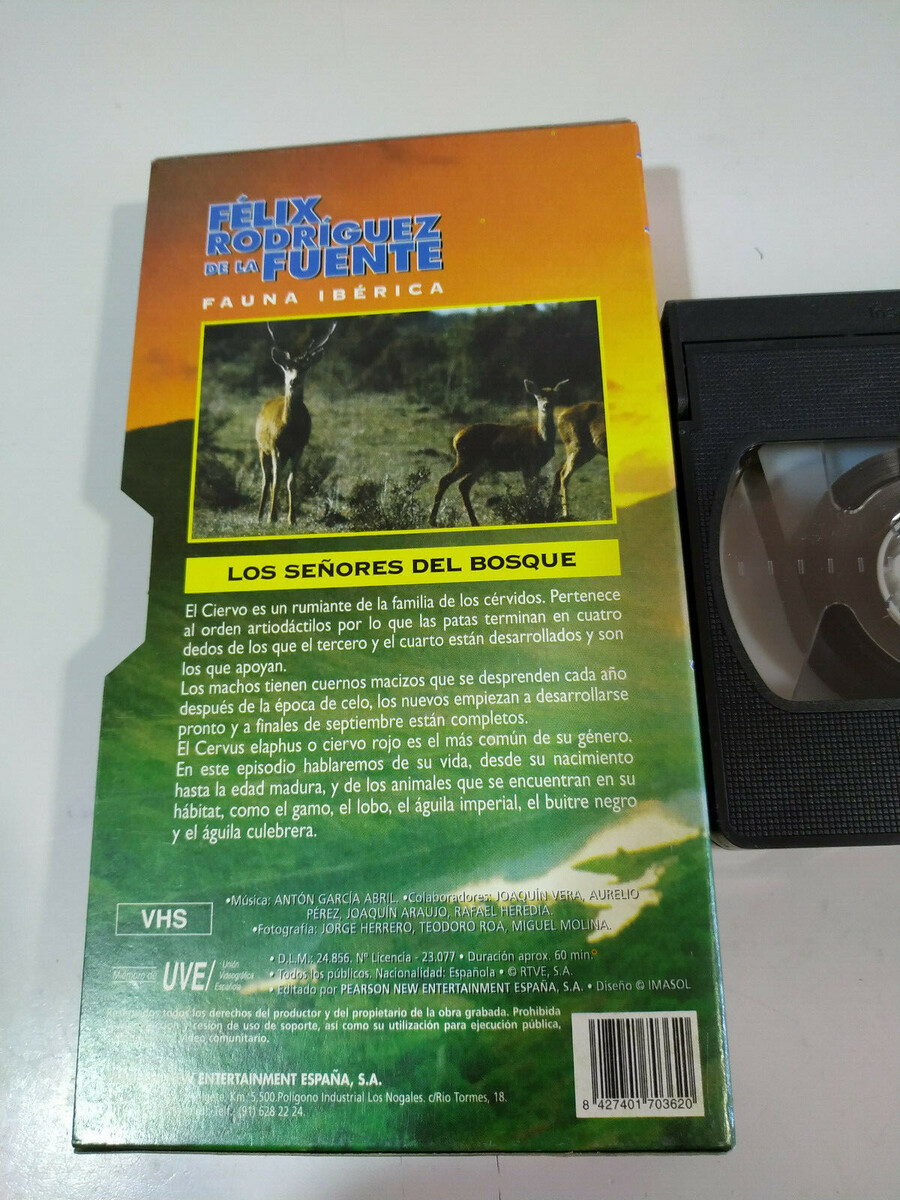 FÉLIX
RODRÍGUEZ
DE LA FUENTE
FAUNA IBÉRICA
LOS SEÑORES DEL BOSQUE
El Ciervo es un rumiante de la familia de los cérvidos. Pertenece
al orden artiodáctilos por lo que las patas terminan en cuatro
dedos de los que el tercero y el cuarto están desarrollados y son
los que apoyan.
Los machos tienen cuernos macizos que se desprenden cada año
después de la época de celo, los nuevos empiezan a desarrollarse
pronto y a finales de septiembre están completos.
El Cervus elaphus o ciervo rojo es el más común de su género.
En este episodio hablaremos de su vida, desde su nacimiento
hasta la edad madura, y de los animales que se encuentran en su
hábitat, como el gamo, el lobo, el águila imperial, el buitre negro
y el águila culebrera.
•Música: ANTÓN GARCÍA ABRIL. •Colaboradores: JOAQUÍN VERA, AURELIO
PÉREZ, JOAQUÍN ARAUJO, RAFAEL HEREDIA.
•Fotografía: JORGE HERRERO, TEODORO ROA, MIGUEL MOLINA.
VHS
Miembro de UVE/ Unión Videográfica Española
• D.L.M.: 24.856, Nº Licencia - 23.077 • Duración aprox. 60 min.
• Todos los públicos. Nacionalidad: Española • © RTVE, S.A.
• Editado por PEARSON NEW ENTERTAINMENT ESPAÑA, S.A. • Diseño © IMASOL
todos los derechos del productor y del propietario de la obra grabada. Prohibida
y cesión de uso de soporte, así como su utilización para ejecución pública,
video comunitario.
ENTERTAINMENT ESPAÑA, S.A.
Km. 5,500 Polígono Industrial Los Nogales. c/Río Tormes, 18.
Tel.: (91) 628 22 24.
8 427401 703620